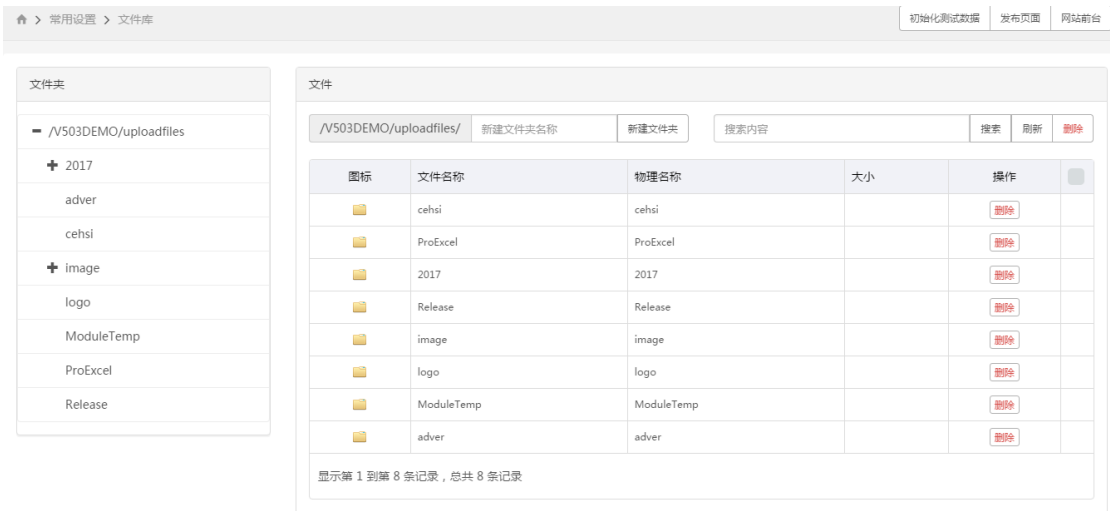 常用设置 文件库
初始化测试数据 发布页面 网站前台
文件夹
/V503DEMO/uploadfiles
2017
adver
cehsi
image
logo
ModuleTemp
ProExcel
Release
文件
/V503DEMO/uploadfiles/ 新建文件夹名称 新建文件夹 搜索内容 搜索 刷新 删除
图标 文件名称 物理名称 大小 操作
cehsi cehsi 删除
ProExcel ProExcel 删除
2017 2017 删除
Release Release 删除
image image 删除
logo logo 删除
ModuleTemp ModuleTemp 删除
adver adver 删除
显示第 1 到第 8 条记录，总共 8 条记录